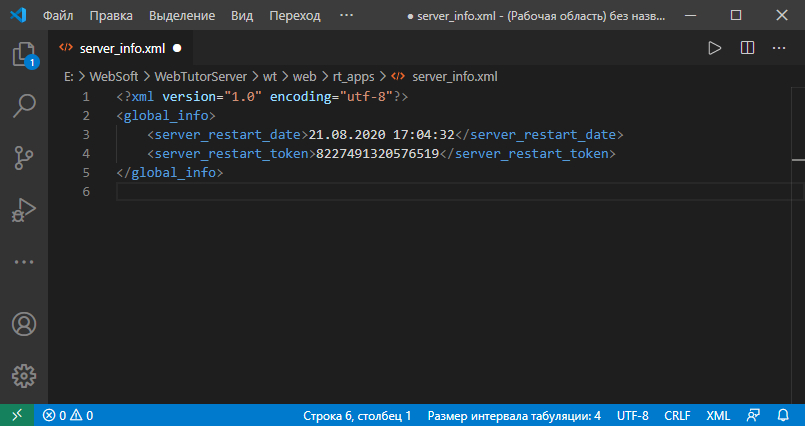 Файл Правка Выделение Вид Переход ··· ● server_info.xml - (Рабочая область) без назв...
server_info.xml ●
E: > WebSoft > WebTutorServer > wt > web > rt_apps > server_info.xml
1 <?xml version="1.0" encoding="utf-8"?>
2 <global_info>
3 <server_restart_date>21.08.2020 17:04:32</server_restart_date>
4 <server_restart_token>8227491320576519</server_restart_token>
5 </global_info>
6
1
0 0 Строка 6, столбец 1 Размер интервала табуляции: 4 UTF-8 CRLF XML